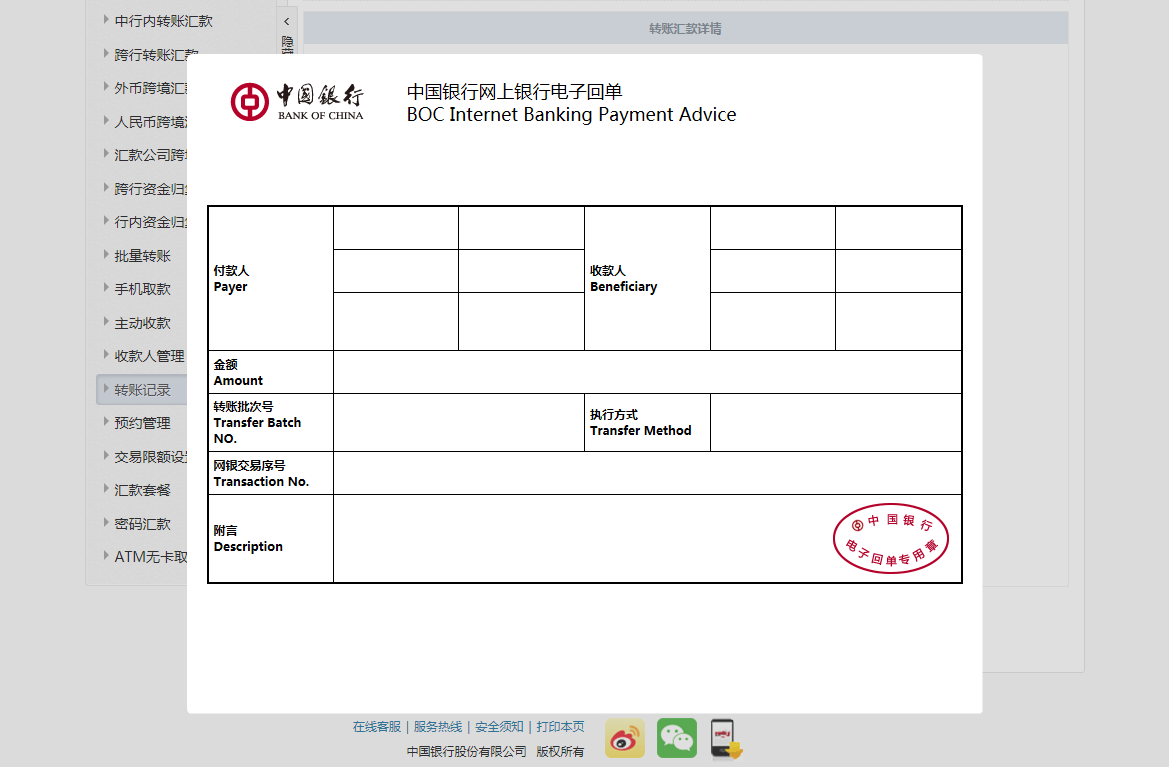 中行内转账汇款
跨行转账汇款
外币跨境汇
人民币跨境
汇款公司跨
跨行资金归
行内资金归
批量转账
手机取款
主动收款
收款人管理
转账记录
预约管理
交易限额设
汇款套餐
密码汇款
ATM无卡取
<
隐
转账汇款详情
中国银行
BANK OF CHINA
中国银行网上银行电子回单
BOC Internet Banking Payment Advice
付款人
Payer
收款人
Beneficiary
金额
Amount
转账批次号
Transfer Batch
NO.
执行方式
Transfer Method
网银交易序号
Transaction No.
附言
Description
中国银行
电子回单专用章
在线客服 | 服务热线 | 安全须知 | 打印本页
中国银行股份有限公司 版权所有